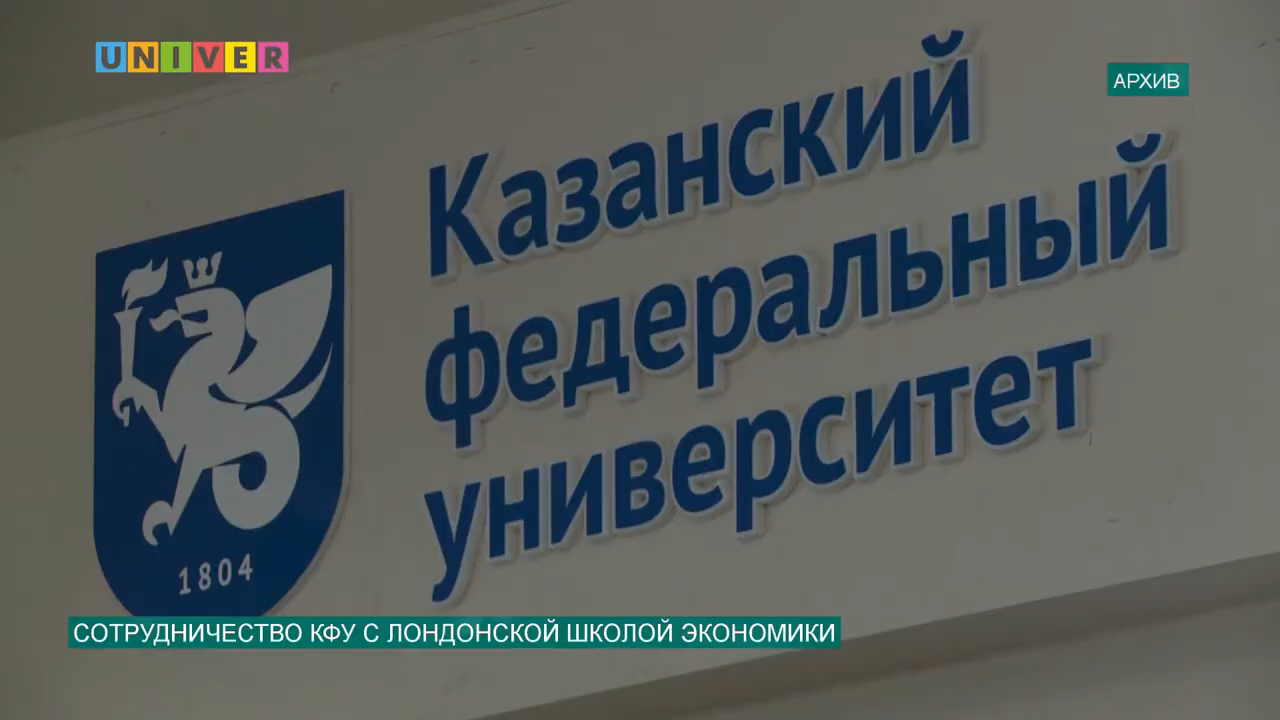 UNIVER
АРХИВ
Казанский
федеральный
университет
1804
СОТРУДНИЧЕСТВО КФУ С ЛОНДОНСКОЙ ШКОЛОЙ ЭКОНОМИКИ